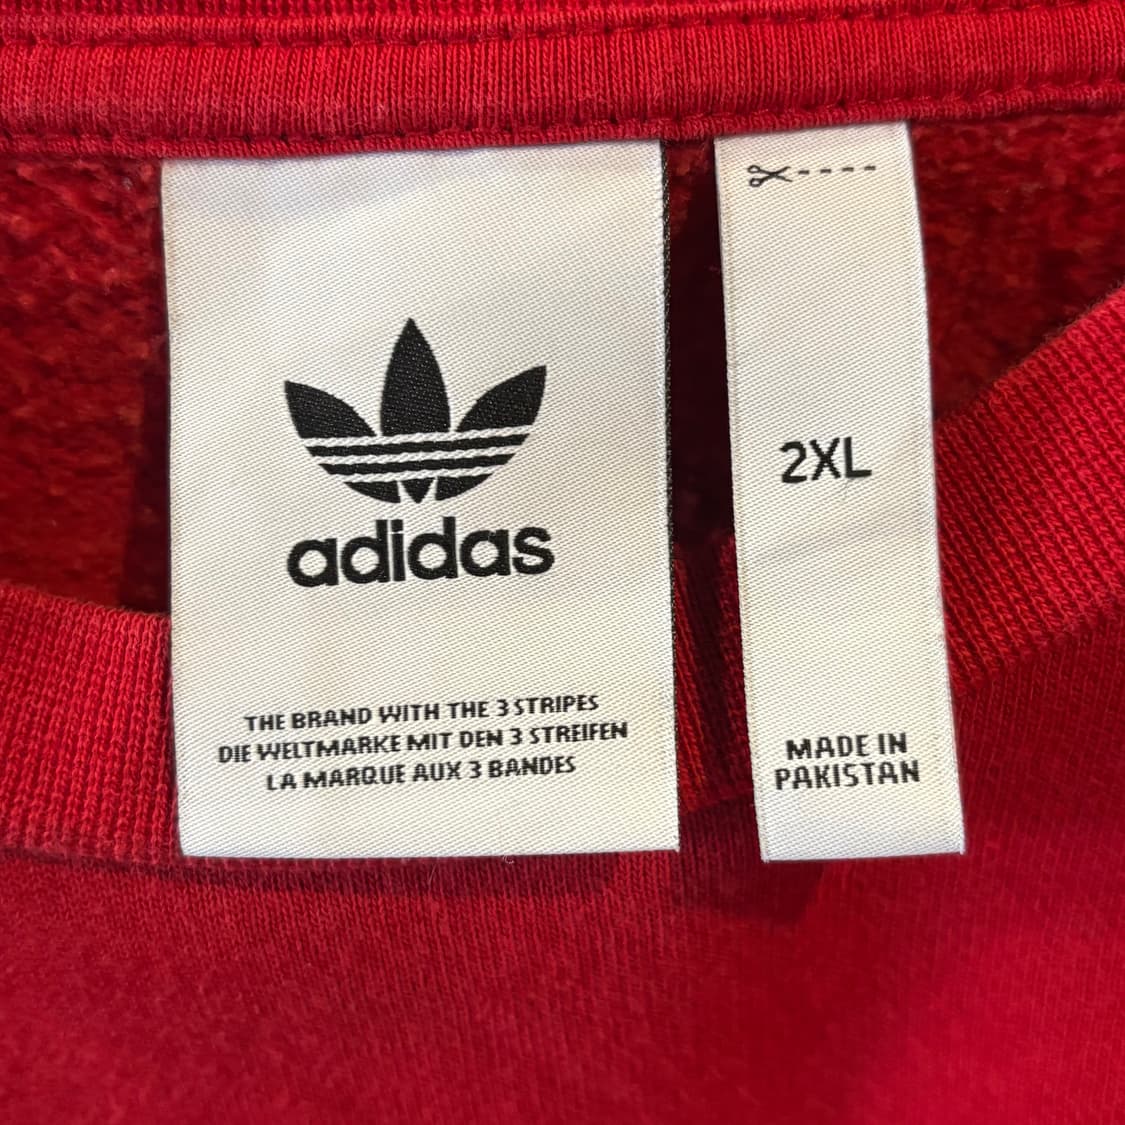 adidas
THE BRAND WITH THE 3 STRIPES
DIE WELTMARKE MIT DEN 3 STREIFEN
LA MARQUE AUX 3 BANDES
2XL
MADE IN
PAKISTAN